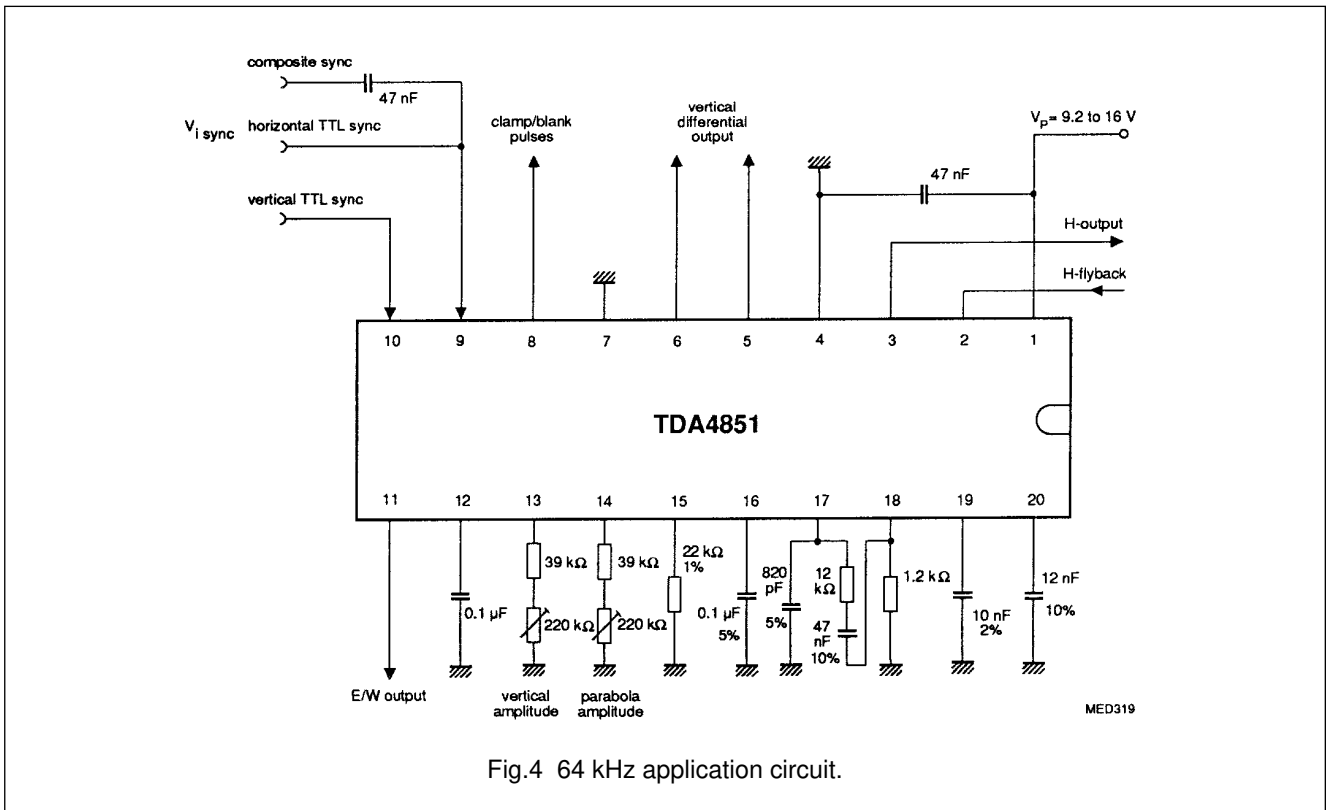 composite sync
47 nF
V i sync
horizontal TTL sync
vertical TTL sync
clamp/blank
pulses
vertical
differential
output
VP= 9.2 to 16 V
47 nF
H-output
H-flyback
10 9 8 7 6 5 4 3 2 1
TDA4851
11 12 13 14 15 16 17 18 19 20
0.1 μF
39 kΩ
220 kΩ
39 kΩ
220 kΩ
22 kΩ
1%
0.1 μF
5%
820
pF
5%
12
kΩ
47
nF
10%
1.2 kΩ
10 nF
2%
12 nF
10%
E/W output
vertical
amplitude
parabola
amplitude
MED319
Fig.4 64 kHz application circuit.